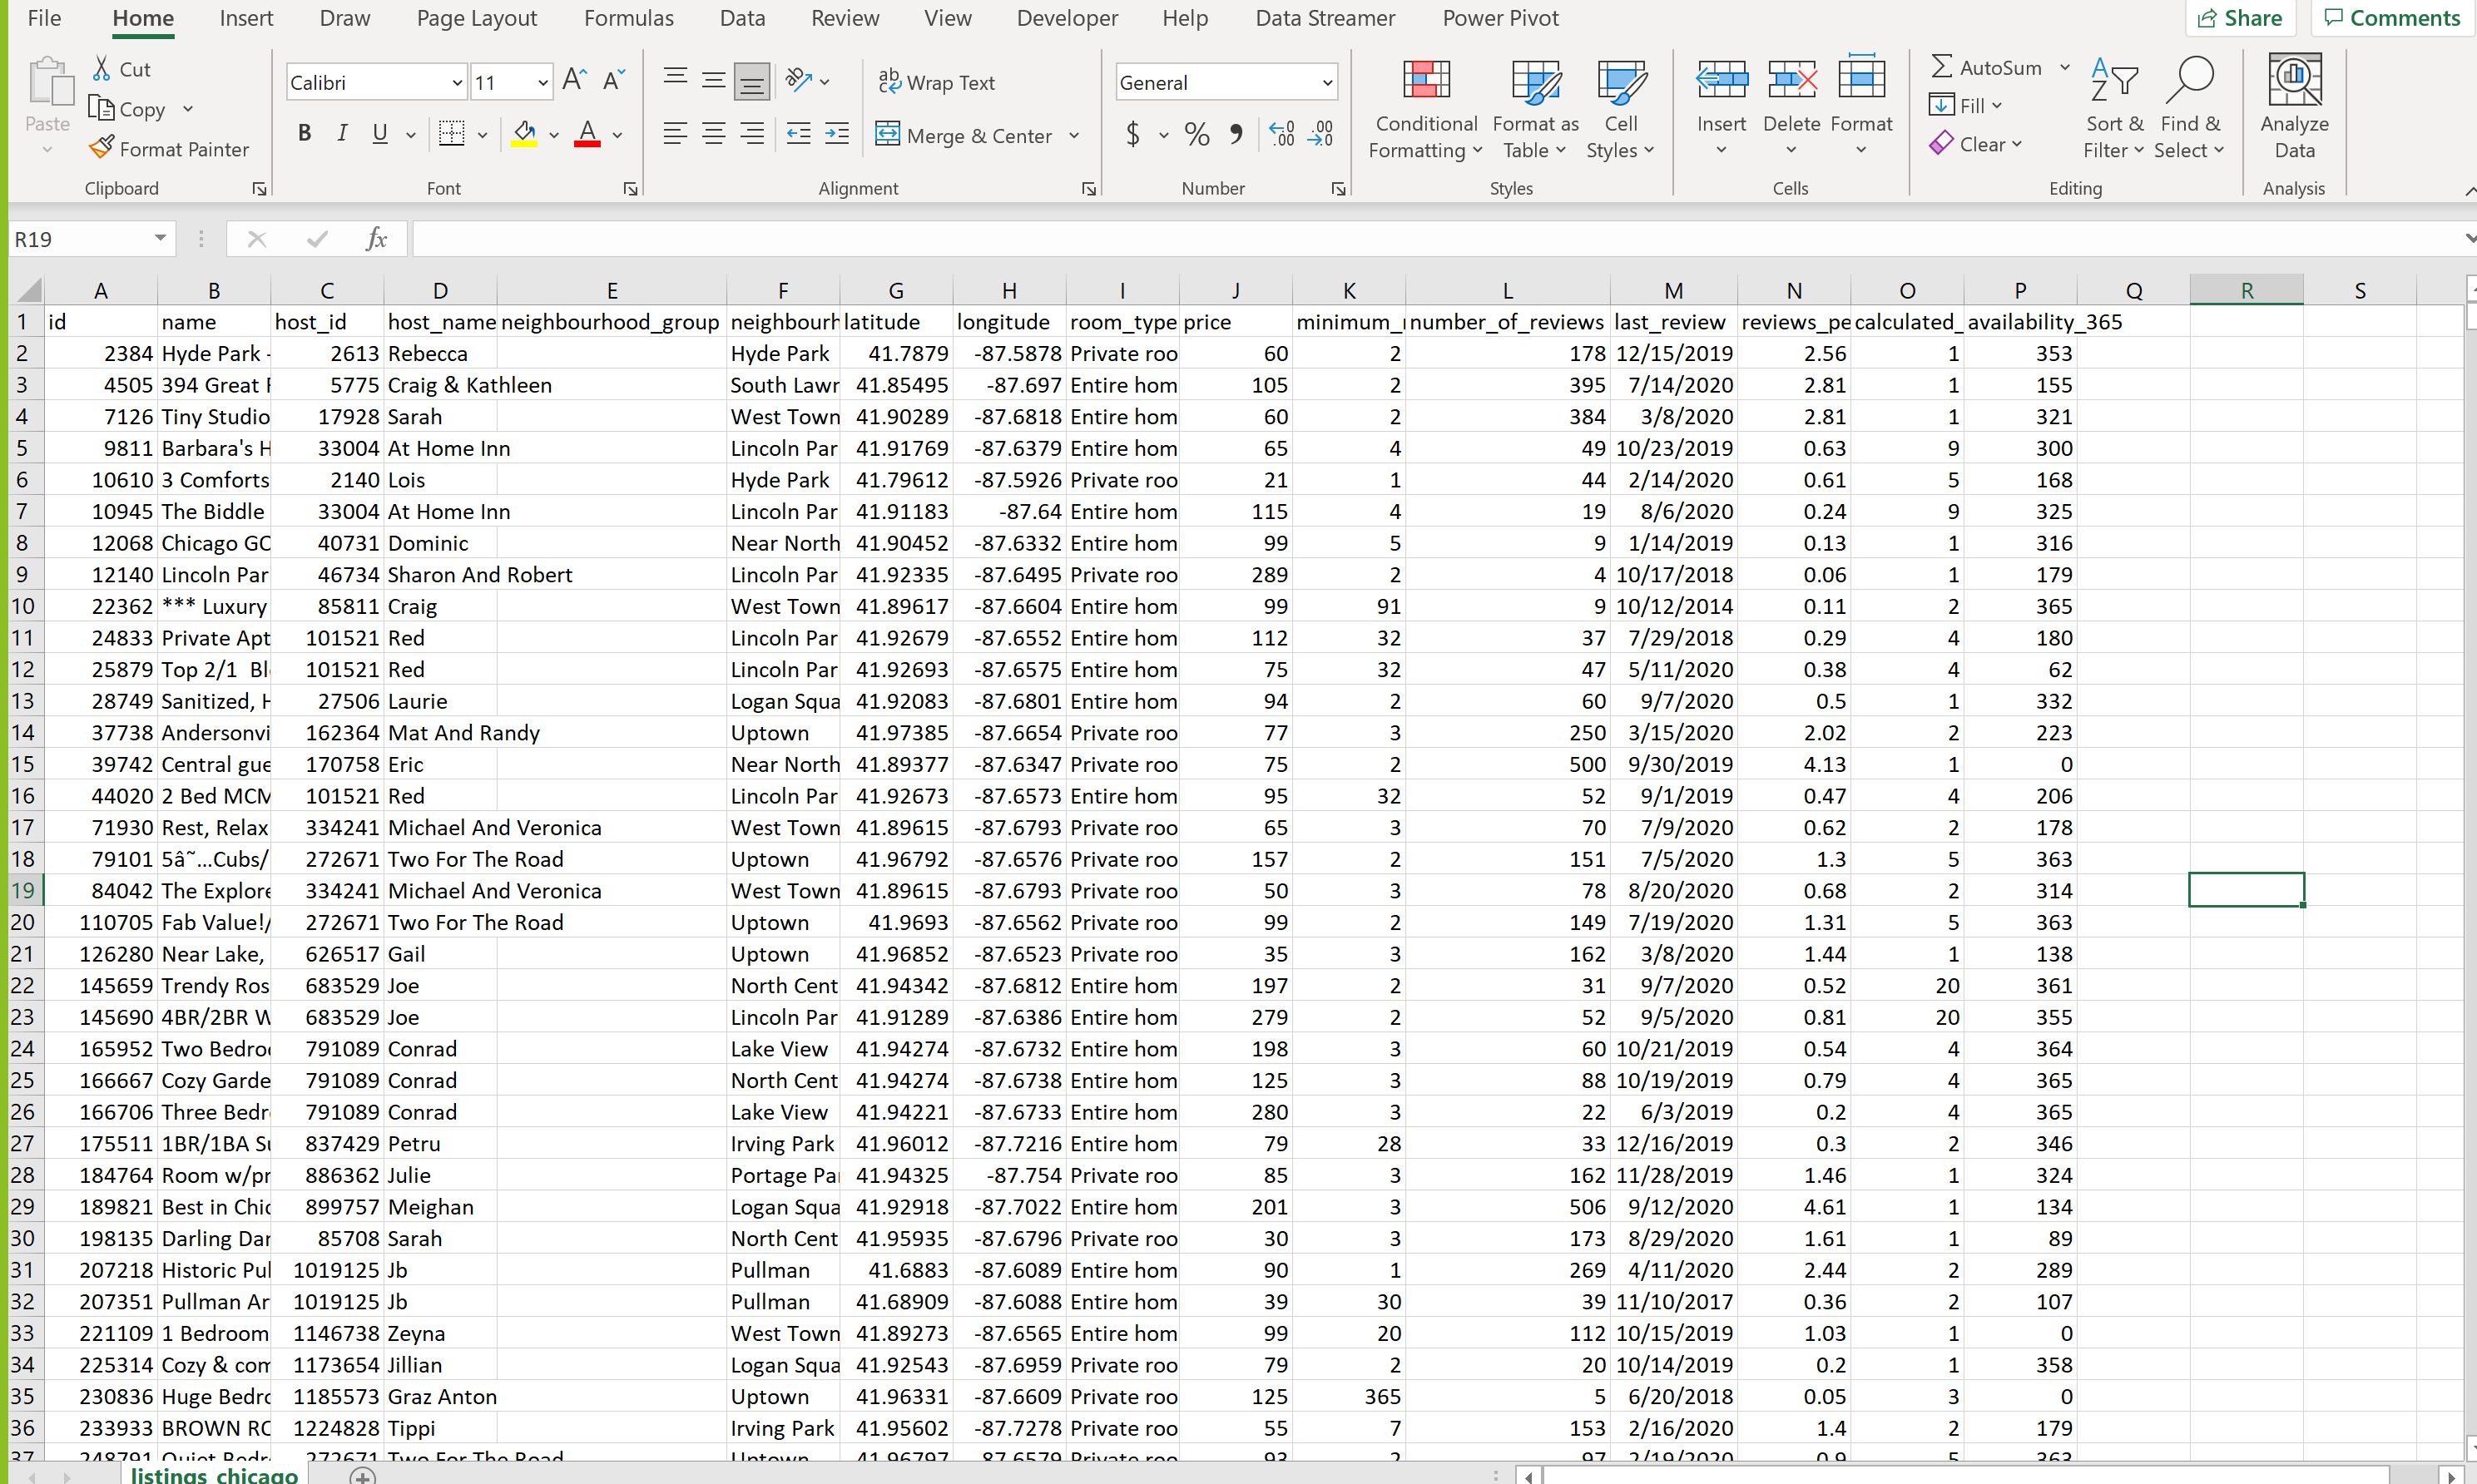 File Home Insert Draw Page Layout Formulas Data Review View Developer Help Data Streamer Power Pivot Share Comments
Paste Cut Copy Format Painter Clipboard
Calibri 11 B I U A Font
Wrap Text Merge & Center Alignment
General $ % Number
Conditional Formatting Format as Table Cell Styles Styles
Insert Delete Format Cells
AutoSum Fill Clear Sort & Filter Find & Select Editing
Analyze Data Analysis
R19 fx
A B C D E F G H I J K L M N O P Q R S
1 id name host_id host_name neighbourhood_group neighbourh latitude longitude room_type price minimum_ number_of_reviews last_review reviews_pe calculated_ availability_365
2 2384 Hyde Park - 2613 Rebecca Hyde Park 41.7879 -87.5878 Private roo 60 2 178 12/15/2019 2.56 1 353
3 4505 394 Great 5775 Craig & Kathleen South Lawn 41.85495 -87.697 Entire hom 105 2 395 7/14/2020 2.81 1 155
4 7126 Tiny Studio 17928 Sarah West Town 41.90289 -87.6818 Entire hom 60 2 384 3/8/2020 2.81 1 321
5 9811 Barbara's H 33004 At Home Inn Lincoln Par 41.91769 -87.6379 Entire hom 65 4 49 10/23/2019 0.63 9 300
6 10610 3 Comforts 2140 Lois Hyde Park 41.79612 -87.5926 Private roo 21 1 44 2/14/2020 0.61 5 168
7 10945 The Biddle 33004 At Home Inn Lincoln Par 41.91183 -87.64 Entire hom 115 4 19 8/6/2020 0.24 9 325
8 12068 Chicago GO 40731 Dominic Near North 41.90452 -87.6332 Entire hom 99 5 9 1/14/2019 0.13 1 316
9 12140 Lincoln Par 46734 Sharon And Robert Lincoln Par 41.92335 -87.6495 Private roo 289 2 4 10/17/2018 0.06 1 179
10 22362 *** Luxury 85811 Craig West Town 41.89617 -87.6604 Entire hom 99 91 9 10/12/2014 0.11 2 365
11 24833 Private Apt 101521 Red Lincoln Par 41.92679 -87.6552 Entire hom 112 32 37 7/29/2018 0.29 4 180
12 25879 Top 2/1 Bl 101521 Red Lincoln Par 41.92693 -87.6575 Entire hom 75 32 47 5/11/2020 0.38 4 62
13 28749 Sanitized, H 27506 Laurie Logan Squa 41.92083 -87.6801 Entire hom 94 2 60 9/7/2020 0.5 1 332
14 37738 Andersonvi 162364 Mat And Randy Uptown 41.97385 -87.6654 Private roo 77 3 250 3/15/2020 2.02 2 223
15 39742 Central gue 170758 Eric Near North 41.89377 -87.6347 Private roo 75 2 500 9/30/2019 4.13 1 0
16 44020 2 Bed MCM 101521 Red Lincoln Par 41.92673 -87.6573 Entire hom 95 32 52 9/1/2019 0.47 4 206
17 71930 Rest, Relax 334241 Michael And Veronica West Town 41.89615 -87.6793 Private roo 65 3 70 7/9/2020 0.62 2 178
18 79101 5â˜…Cubs/ 272671 Two For The Road Uptown 41.96792 -87.6576 Private roo 157 2 151 7/5/2020 1.3 5 363
19 84042 The Explore 334241 Michael And Veronica West Town 41.89615 -87.6793 Private roo 50 3 78 8/20/2020 0.68 2 314
20 110705 Fab Value!/ 272671 Two For The Road Uptown 41.9693 -87.6562 Private roo 99 2 149 7/19/2020 1.31 5 363
21 126280 Near Lake, 626517 Gail Uptown 41.96852 -87.6523 Private roo 35 3 162 3/8/2020 1.44 1 138
22 145659 Trendy Ros 683529 Joe North Cent 41.94342 -87.6812 Entire hom 197 2 31 9/7/2020 0.52 20 361
23 145690 4BR/2BR W 683529 Joe Lincoln Par 41.91289 -87.6386 Entire hom 279 2 52 9/5/2020 0.81 20 355
24 165952 Two Bedroo 791089 Conrad Lake View 41.94274 -87.6732 Entire hom 198 3 60 10/21/2019 0.54 4 364
25 166667 Cozy Garde 791089 Conrad North Cent 41.94274 -87.6738 Entire hom 125 3 88 10/19/2019 0.79 4 365
26 166706 Three Bedr 791089 Conrad Lake View 41.94221 -87.6733 Entire hom 280 3 22 6/3/2019 0.2 4 365
27 175511 1BR/1BA Su 837429 Petru Irving Park 41.96012 -87.7216 Entire hom 79 28 33 12/16/2019 0.3 2 346
28 184764 Room w/pr 886362 Julie Portage Pa 41.94325 -87.754 Private roo 85 3 162 11/28/2019 1.46 1 324
29 189821 Best in Chic 899757 Meighan Logan Squa 41.92918 -87.7022 Entire hom 201 3 506 9/12/2020 4.61 1 134
30 198135 Darling Dar 85708 Sarah North Cent 41.95935 -87.6796 Private roo 30 3 173 8/29/2020 1.61 1 89
31 207218 Historic Pul 1019125 Jb Pullman 41.6883 -87.6089 Entire hom 90 1 269 4/11/2020 2.44 2 289
32 207351 Pullman Ar 1019125 Jb Pullman 41.68909 -87.6088 Entire hom 39 30 39 11/10/2017 0.36 2 107
33 221109 1 Bedroom 1146738 Zeyna West Town 41.89273 -87.6565 Entire hom 99 20 112 10/15/2019 1.03 1 0
34 225314 Cozy & com 1173654 Jillian Logan Squa 41.92543 -87.6959 Private roo 79 2 20 10/14/2019 0.2 1 358
35 230836 Huge Bedro 1185573 Graz Anton Uptown 41.96331 -87.6609 Private roo 125 365 5 6/20/2018 0.05 3 0
36 233933 BROWN RO 1224828 Tippi Irving Park 41.95602 -87.7278 Private roo 55 7 153 2/16/2020 1.4 2 179
37 248791 Quiet Bedr 272671 Two For The Road Uptown 41.96797 -87.6579 Private roo 93 2 97 2/19/2020 0.9 5 363
listings_chicago